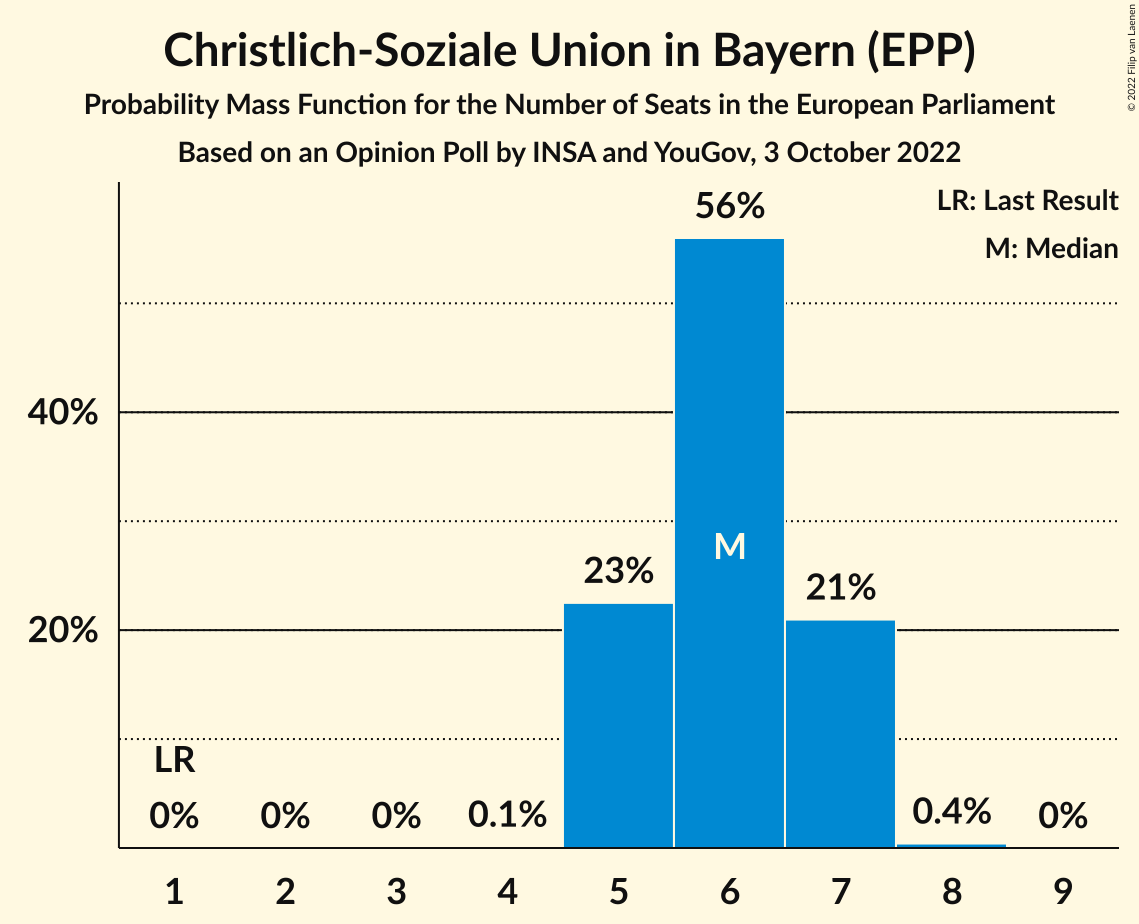 Christlich-Soziale Union in Bayern (EPP)
Probability Mass Function for the Number of Seats in the European Parliament
Based on an Opinion Poll by INSA and YouGov, 3 October 2022
© 2022 Filip van Laenen
LR: Last Result
M: Median
56%
40%
M
23%
21%
20%
LR
0%
0%
0%
0.1%
0.4%
0%
1 2 3 4 5 6 7 8 9